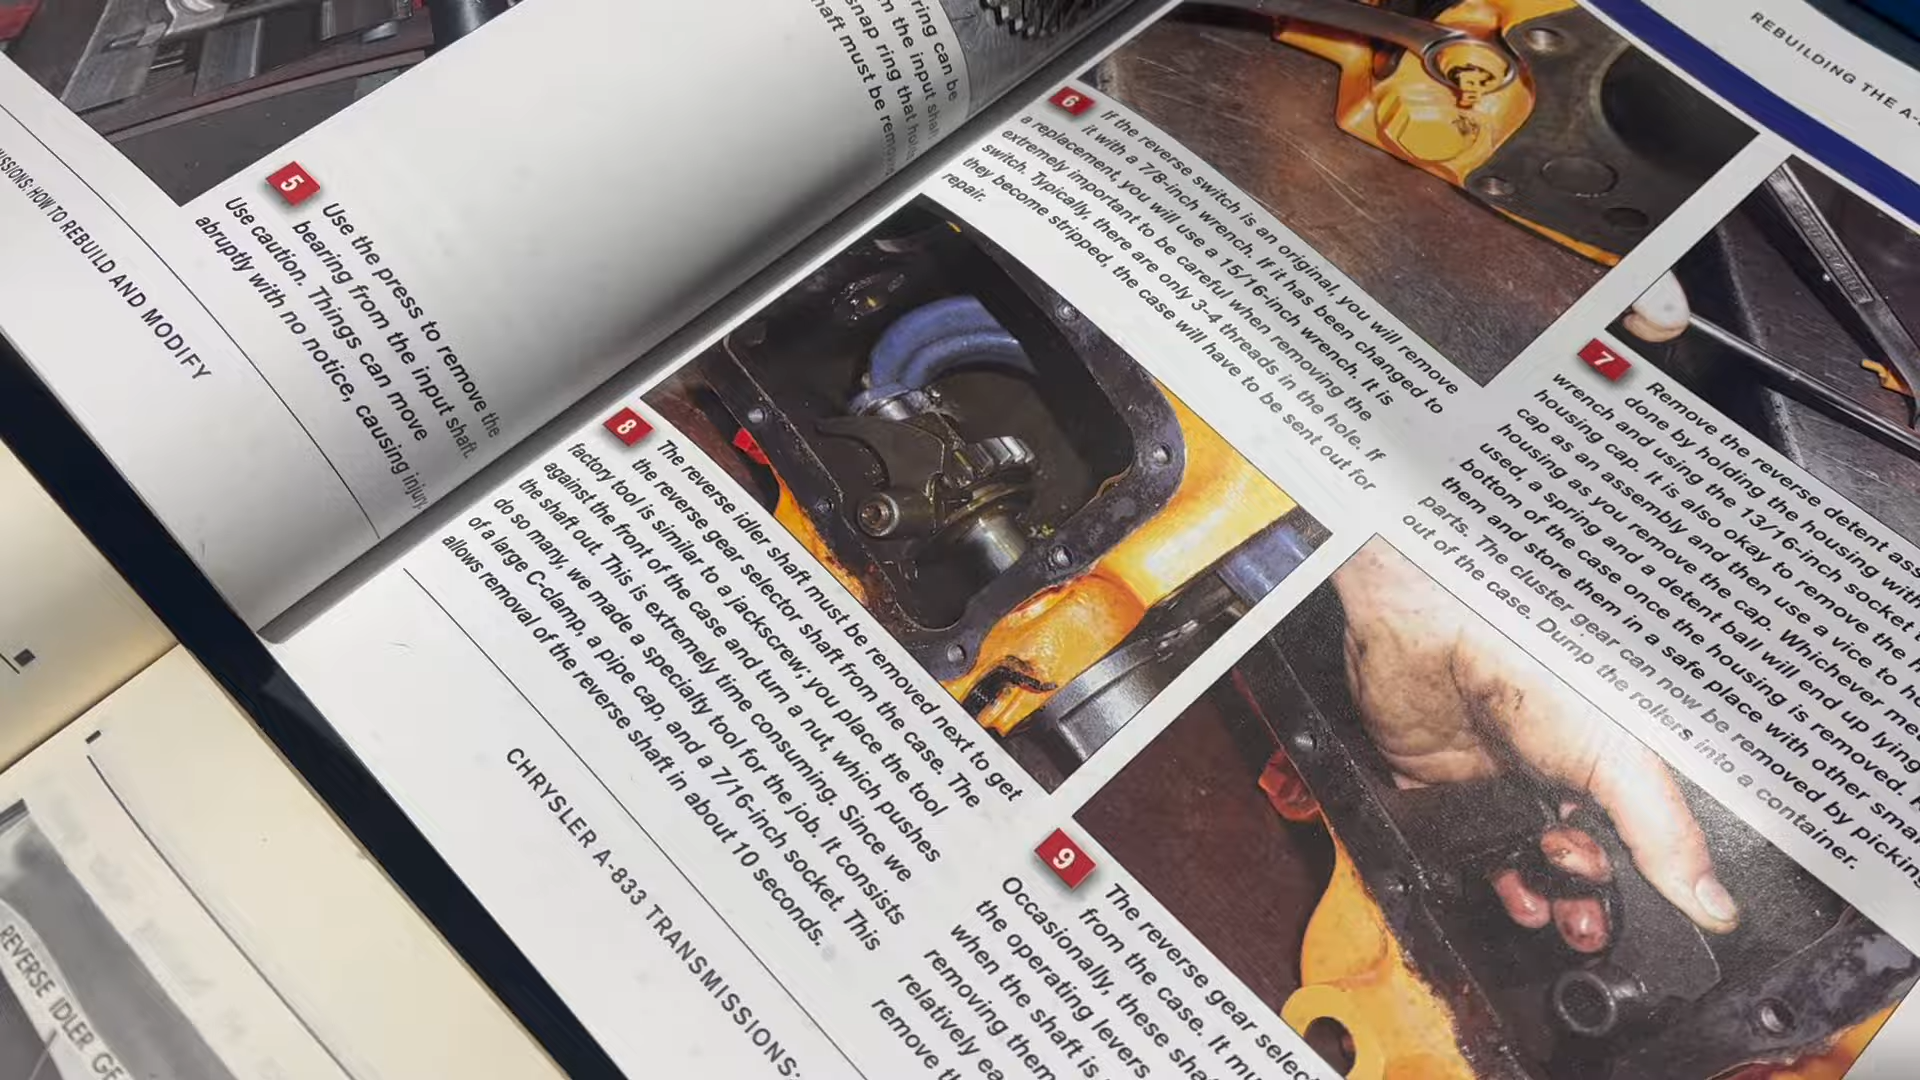 ring can be
m the input shaf
snap ring that holds
haft must be remov
5
Use the press to remove the
bearing from the input shaft.
Use caution. Things can move
abruptly with no notice, causing injury.
MISSIONS: HOW TO REBUILD AND MODIFY
REBUILDING THE A-
6
If the reverse switch is an original, you will remove
it with a 7/8-inch wrench. If it has been changed to
a replacement, you will use a 15/16-inch wrench. It is
extremely important to be careful when removing the
switch. Typically, there are only 3-4 threads in the hole. If
they become stripped, the case will have to be sent out for
repair.
7
Remove the reverse detent ass
done by holding the housing with
wrench and using the 13/16-inch socket t
housing cap. It is also okay to remove the h
cap as an assembly and then use a vice to ho
housing as you remove the cap. Whichever me
used, a spring and a detent ball will end up lying
bottom of the case once the housing is removed.
them and store them in a safe place with other smal
parts. The cluster gear can now be removed by picking
out of the case. Dump the rollers into a container.
8
The reverse idler shaft must be removed next to get
the reverse gear selector shaft from the case. The
factory tool is similar to a jackscrew; you place the tool
against the front of the case and turn a nut, which pushes
the shaft out. This is extremely time consuming. Since we
do so many, we made a specialty tool for the job. It consists
of a large C-clamp, a pipe cap, and a 7/16-inch socket. This
allows removal of the reverse shaft in about 10 seconds.
9
The reverse gear selec
from the case. It mu
Occasionally, these sha
the operating levers
when the shaft is
removing them
relatively ea
remove th
CHRYSLER A-833 TRANSMISSIONS:
REVERSE IDLER GE